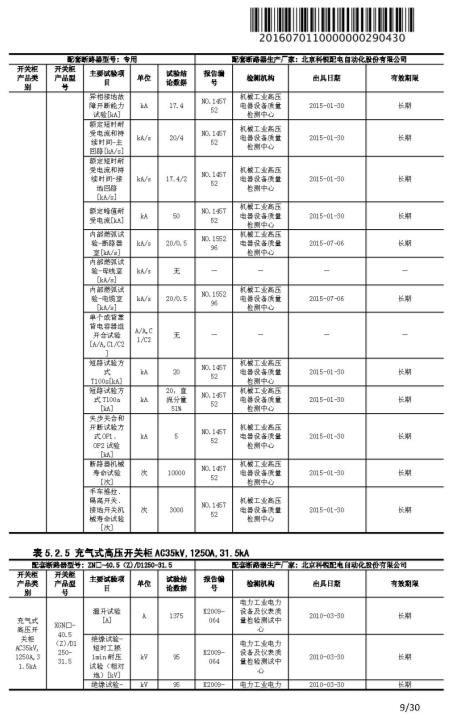 2016070110000000290430
配套断路器型号: 专用 配套断路器生产厂家: 北京科锐配电自动化股份有限公司
开关柜产品类别 开关柜产品型号 主要试验项目 单位 试验结论数据 报告编号 检测机构 出具日期 有效期限
异相接地故障开断能力试验[kA] kA 17.4 NO.145752 机械工业高压电器设备质量检测中心 2015-01-30 长期
额定短时耐受电流和持续时间-主回路[kA/s] kA/s 20/4 NO.145752 机械工业高压电器设备质量检测中心 2015-01-30 长期
额定短时耐受电流和持续时间-接地回路[kA/s] kA/s 17.4/2 NO.145752 机械工业高压电器设备质量检测中心 2015-01-30 长期
额定峰值耐受电流[kA] kA 50 NO.145752 机械工业高压电器设备质量检测中心 2015-01-30 长期
内部燃弧试验-断路器室[kA/s] kA/s 20/0.5 NO.155296 机械工业高压电器设备质量检测中心 2015-07-06 长期
内部燃弧试验-母线室[kA/s] kA/s 无 — — — —
内部燃弧试验-电缆室[kA/s] kA/s 20/0.5 NO.155296 机械工业高压电器设备质量检测中心 2015-07-06 长期
单个或背靠背电容器组开合试验[A/A,C1/C2] A/A,C1/C2 无 — — — —
短路试验方式T100s[kA] kA 20 NO.145752 机械工业高压电器设备质量检测中心 2015-01-30 长期
短路试验方式T100a[kA] kA 20, 直流分量51% NO.145752 机械工业高压电器设备质量检测中心 2015-01-30 长期
失步关合和开断试验方式OP1、OP2试验[kA] kA 5 NO.145752 机械工业高压电器设备质量检测中心 2015-01-30 长期
断路器机械寿命试验[次] 次 10000 NO.145752 机械工业高压电器设备质量检测中心 2015-01-30 长期
手车推拉、隔离开关、接地开关机械寿命试验[次] 次 3000 NO.145752 机械工业高压电器设备质量检测中心 2015-01-30 长期
表 5.2.5 充气式高压开关柜 AC35kV,1250A,31.5kA
配套断路器型号: ZN□-40.5 (Z)/D1250-31.5 配套断路器生产厂家: 北京科锐配电自动化股份有限公司
开关柜产品类别 开关柜产品型号 主要试验项目 单位 试验结论数据 报告编号 检测机构 出具日期 有效期限
充气式高压开关柜AC35kV,1250A,31.5kA XGN□-40.5(Z)/D1250-31.5 温升试验[A] A 1375 K2009-064 电力工业电力设备及仪表质量检验测试中心 2010-03-30 长期
绝缘试验-短时工频1min耐压试验(相对地)[kV] kV 95 K2009-064 电力工业电力设备及仪表质量检验测试中心 2010-03-30 长期
绝缘试验- kV 95 K2009- 电力工业电力 2010-03-30 长期
9/30